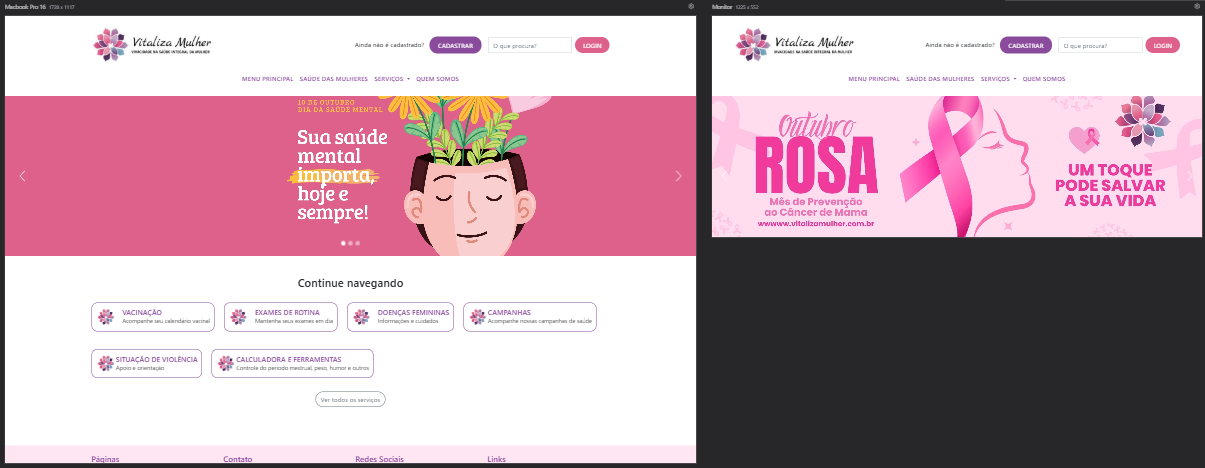 Macbook Pro 16 1728 x 1117
Vitaliza Mulher
VIVACIDADE NA SAÚDE INTEGRAL DA MULHER
Ainda não é cadastrado?
CADASTRAR
O que procura?
LOGIN
MENU PRINCIPAL SAÚDE DAS MULHERES SERVIÇOS QUEM SOMOS
10 DE OUTUBRO
DIA DA SAÚDE MENTAL
Sua saúde
mental
importa,
hoje e
sempre!
Continue navegando
VACINAÇÃO
Acompanhe seu calendário vacinal
EXAMES DE ROTINA
Mantenha seus exames em dia
DOENÇAS FEMININAS
Informações e cuidados
CAMPANHAS
Acompanhe nossas campanhas de saúde
SITUAÇÃO DE VIOLÊNCIA
Apoio e orientação
CALCULADORA E FERRAMENTAS
Controle do período mestrual, peso, humor e outros
Ver todos os serviços
Páginas Contato Redes Sociais Links
Monitor
Vitaliza Mulher
VIVACIDADE NA SAÚDE INTEGRAL DA MULHER
Ainda não é cadastrado?
CADASTRAR
O que procura?
LOGIN
MENU PRINCIPAL SAÚDE DAS MULHERES SERVIÇOS QUEM SOMOS
Outubro
ROSA
Mês de Prevenção
ao Câncer de Mama
wwwww.vitalizamulher.com.br
UM TOQUE
PODE SALVAR
A SUA VIDA